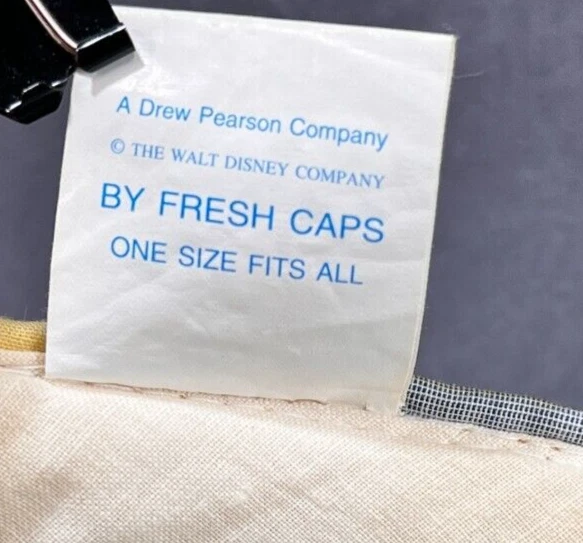 A Drew Pearson Company
© THE WALT DISNEY COMPANY
BY FRESH CAPS
ONE SIZE FITS ALL